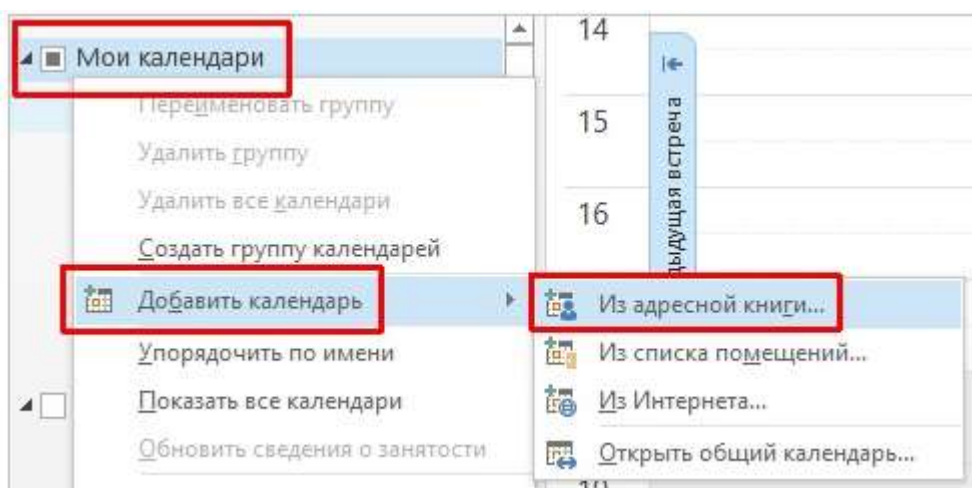 Мои календари
Переименовать группу
Удалить группу
Удалить все календари
Создать группу календарей
Добавить календарь
Упорядочить по имени
Показать все календари
Обновить сведения о занятости
14
15
16
встреча
Из адресной книги...
Из списка помещений...
Из Интернета...
Открыть общий календарь...